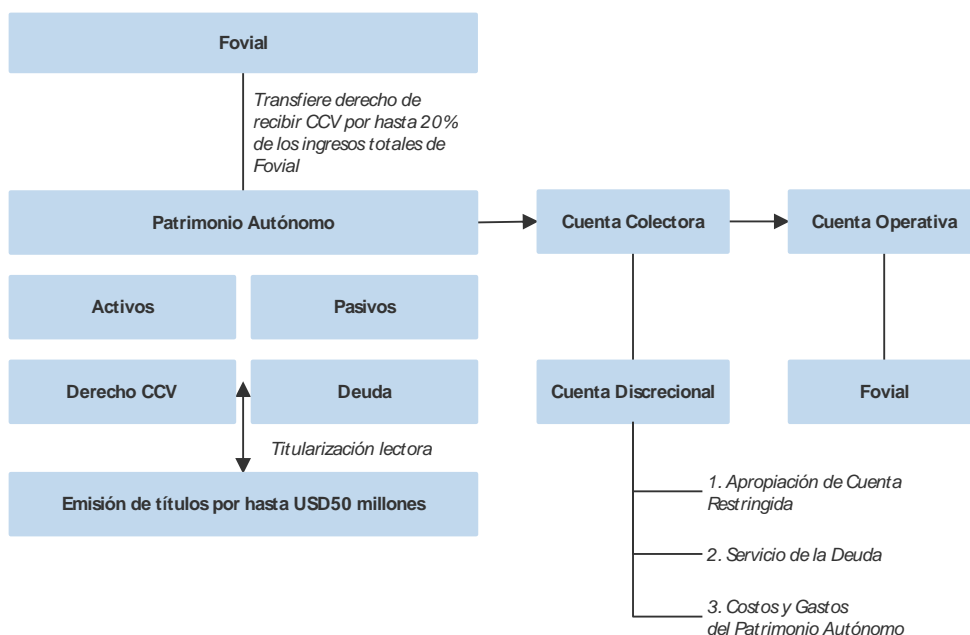 Fovial
Transfiere derecho de
recibir CCV por hasta 20%
de los ingresos totales de
Fovial
Patrimonio Autónomo
Cuenta Colectora
Cuenta Operativa
Activos
Pasivos
Derecho CCV
Deuda
Cuenta Discrecional
Fovial
Titularización lectora
Emisión de títulos por hasta USD50 millones
1. Apropiación de Cuenta
Restringida
2. Servicio de la Deuda
3. Costos y Gastos
del Patrimonio Autónomo